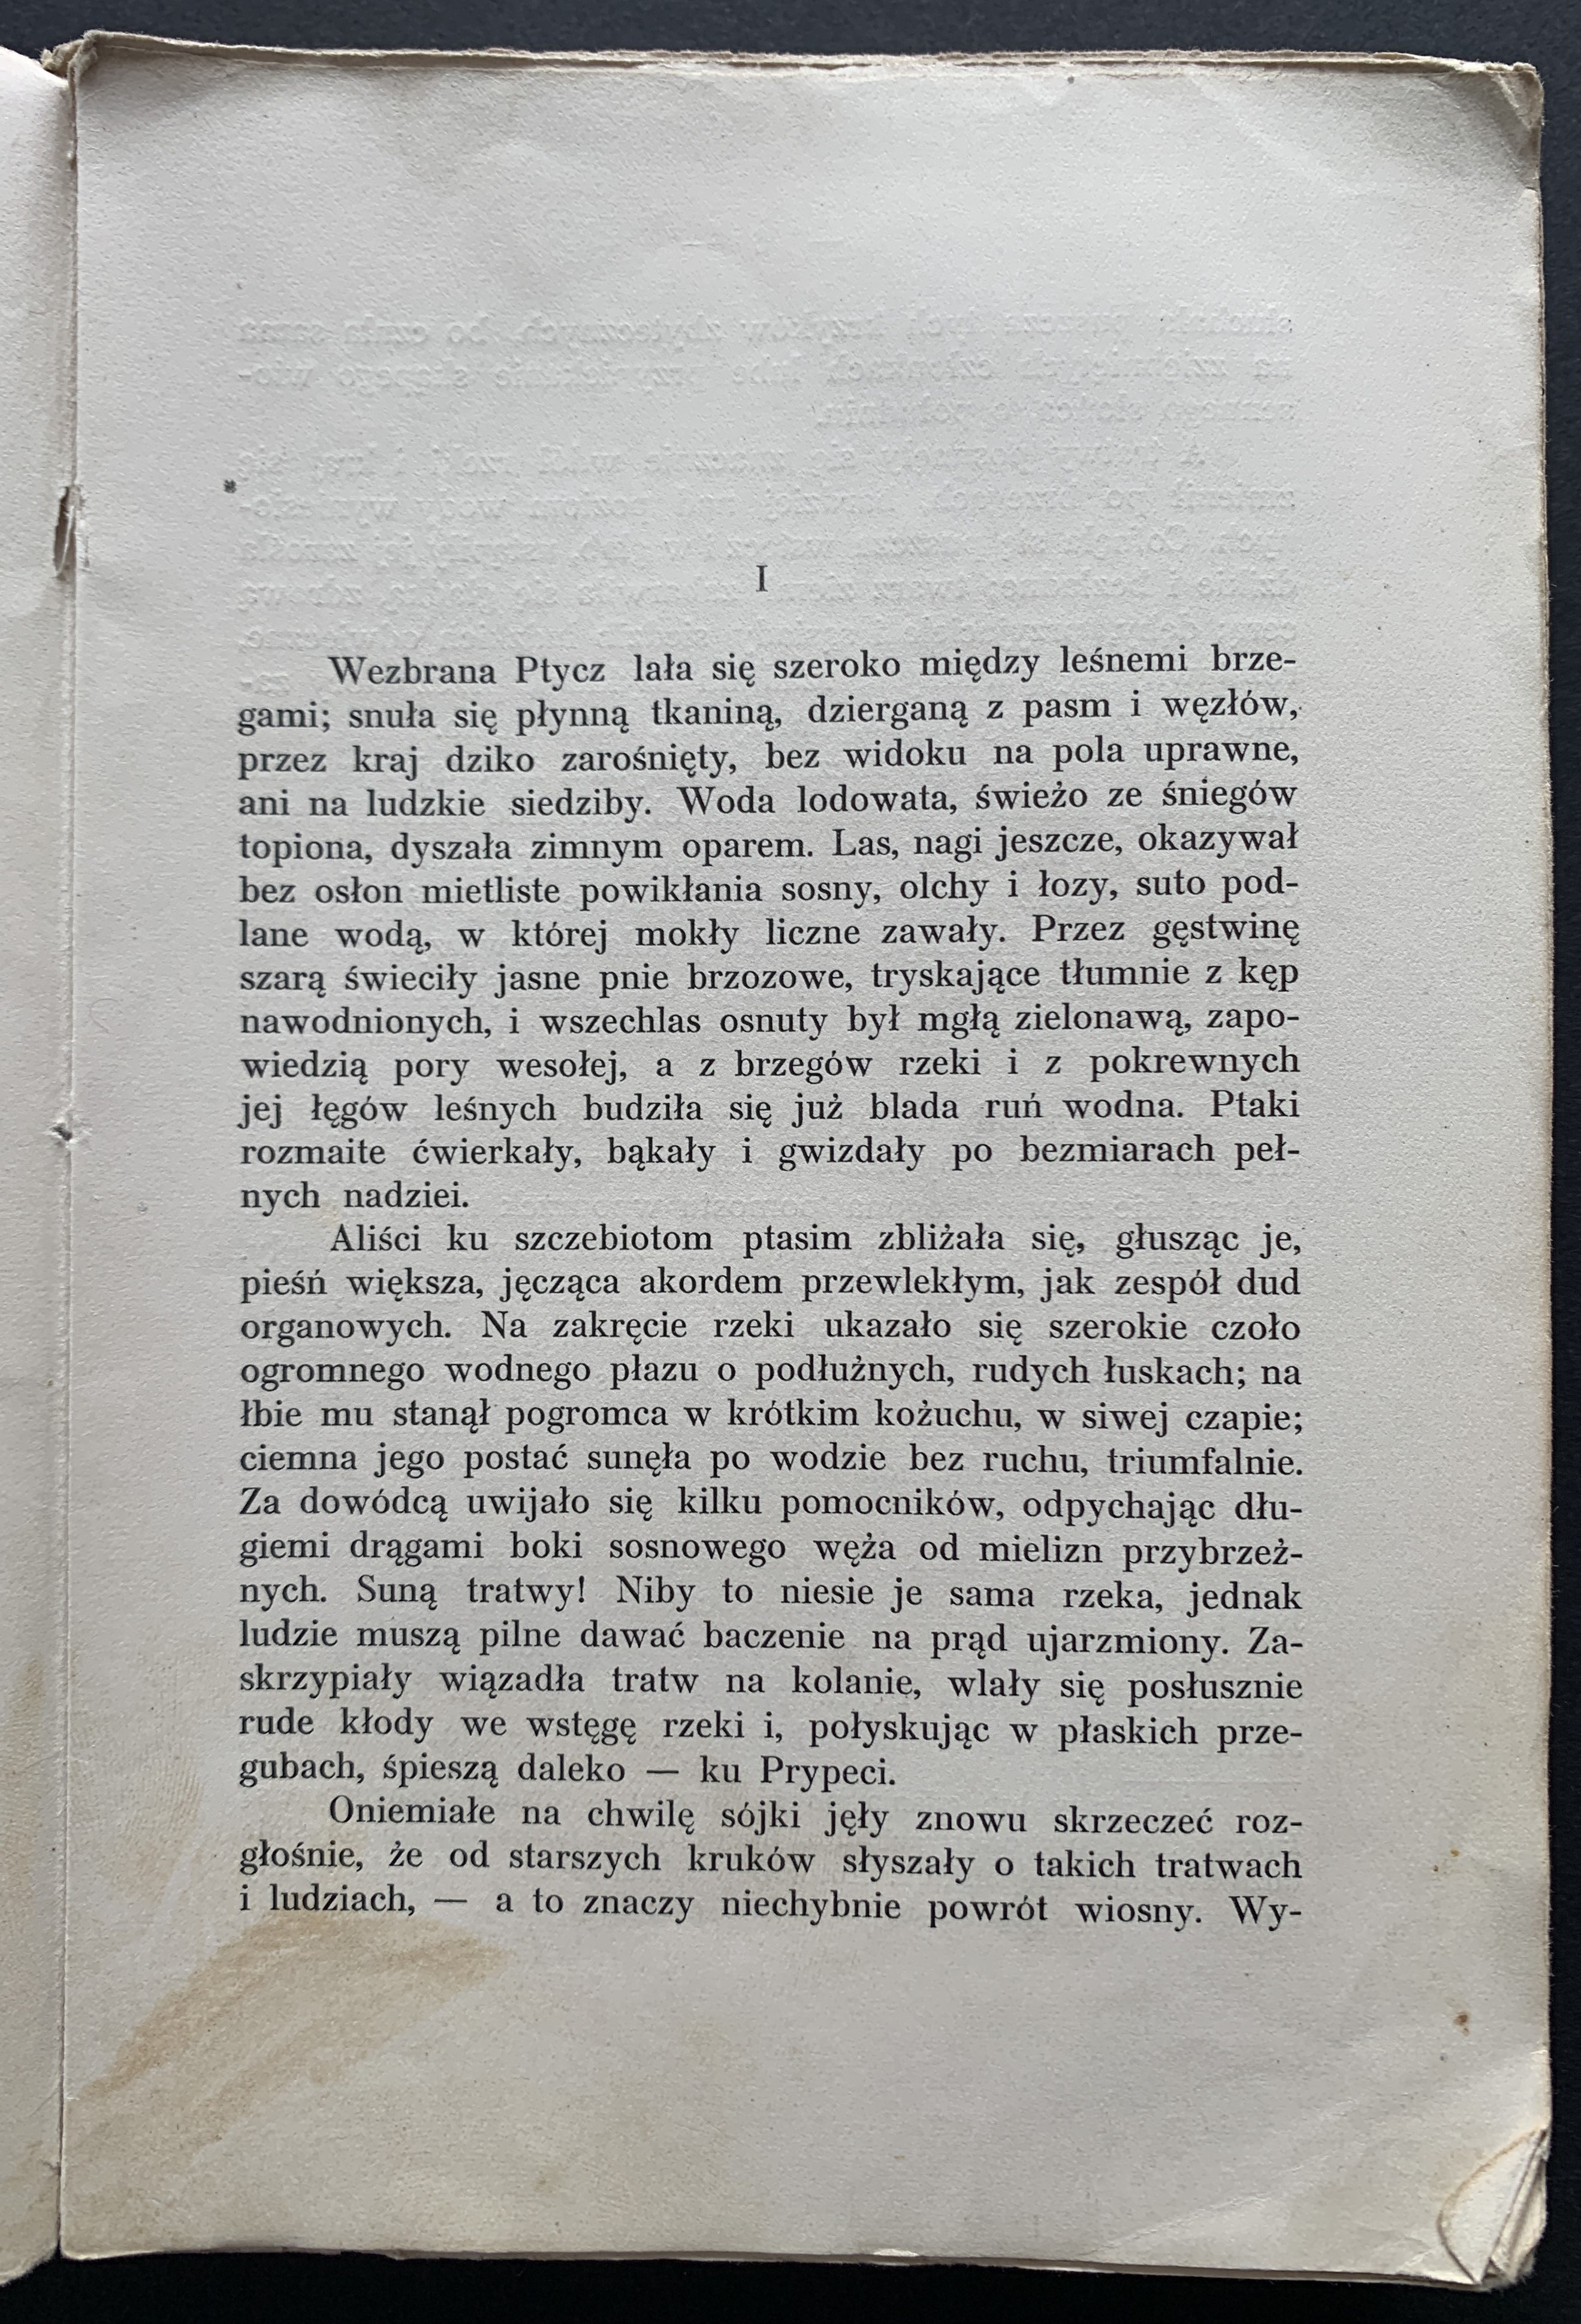 I
Wezbrana Ptycz lała się szeroko między leśnemi brze-
gami; snuła się płynną tkaniną, dzierganą z pasm i węzłów,
przez kraj dziko zarośnięty, bez widoku na pola uprawne,
ani na ludzkie siedziby. Woda lodowata, świeżo ze śniegów
topiona, dyszała zimnym oparem. Las, nagi jeszcze, okazywał
bez osłon mietliste powikłania sosny, olchy i łozy, suto pod-
lane wodą, w której mokły liczne zawały. Przez gęstwinę
szarą świeciły jasne pnie brzozowe, tryskające tłumnie z kęp
nawodnionych, i wszechlas osnuty był mgłą zielonawą, zapo-
wiedzią pory wesołej, a z brzegów rzeki i z pokrewnych
jej łęgów leśnych budziła się już blada ruń wodna. Ptaki
rozmaite ćwierkały, bąkały i gwizdały po bezmiarach peł-
nych nadziei.
Aliści ku szczebiotom ptasim zbliżała się, głusząc je,
pieśń większa, jęcząca akordem przewlekłym, jak zespół dud
organowych. Na zakręcie rzeki ukazało się szerokie czoło
ogromnego wodnego płazu o podłużnych, rudych łuskach; na
łbie mu stanął pogromca w krótkim kożuchu, w siwej czapie;
ciemna jego postać sunęła po wodzie bez ruchu, triumfalnie.
Za dowódcą uwijało się kilku pomocników, odpychając dłu-
giemi drągami boki sosnowego węża od mielizn przybrzeż-
nych. Suną tratwy! Niby to niesie je sama rzeka, jednak
ludzie muszą pilne dawać baczenie na prąd ujarzmiony. Za-
skrzypiały wiązadła tratw na kolanie, wlały się posłusznie
rude kłody we wstęgę rzeki i, połyskując w płaskich prze-
gubach, śpieszą daleko — ku Prypeci.
Oniemiałe na chwilę sójki jęły znowu skrzeczeć roz-
głośnie, że od starszych kruków słyszały o takich tratwach
i ludziach, — a to znaczy niechybnie powrót wiosny. Wy-